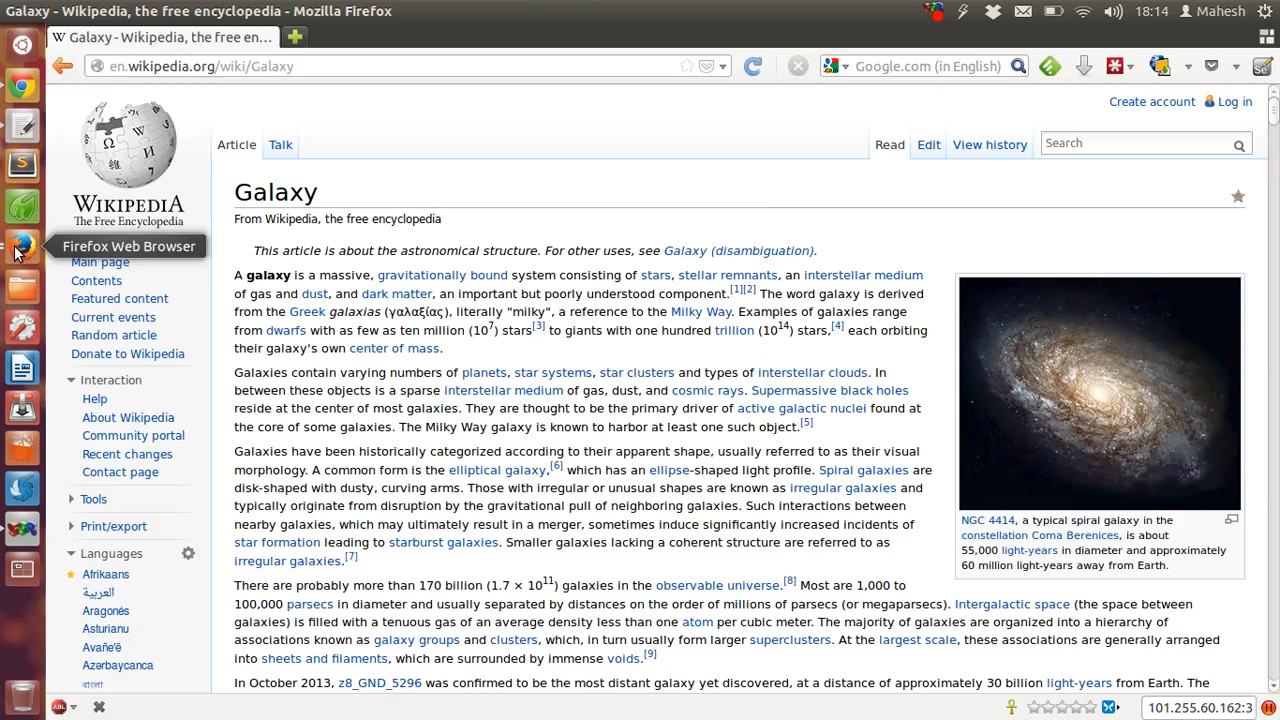 Galaxy - Wikipedia, the free encyclopedia - Mozilla Firefox
18:14 Mahesh
Galaxy - Wikipedia, the free en...
en.wikipedia.org/wiki/Galaxy
Google.com (in English)
Create account Log in
Article Talk
Read Edit View history
Search
WIKIPEDIA
The Free Encyclopedia
Firefox Web Browser
Main page
Contents
Featured content
Current events
Random article
Donate to Wikipedia
Interaction
Help
About Wikipedia
Community portal
Recent changes
Contact page
Tools
Print/export
Languages
Afrikaans
العربية
Aragonés
Asturianu
Avañe'ẽ
Azərbaycanca
বাংলা
Galaxy
From Wikipedia, the free encyclopedia
This article is about the astronomical structure. For other uses, see Galaxy (disambiguation).
A galaxy is a massive, gravitationally bound system consisting of stars, stellar remnants, an interstellar medium
of gas and dust, and dark matter, an important but poorly understood component.[1][2] The word galaxy is derived
from the Greek galaxias (γαλαξίας), literally "milky", a reference to the Milky Way. Examples of galaxies range
from dwarfs with as few as ten million (10⁷) stars[3] to giants with one hundred trillion (10¹⁴) stars,[4] each orbiting
their galaxy's own center of mass.
Galaxies contain varying numbers of planets, star systems, star clusters and types of interstellar clouds. In
between these objects is a sparse interstellar medium of gas, dust, and cosmic rays. Supermassive black holes
reside at the center of most galaxies. They are thought to be the primary driver of active galactic nuclei found at
the core of some galaxies. The Milky Way galaxy is known to harbor at least one such object.[5]
Galaxies have been historically categorized according to their apparent shape, usually referred to as their visual
morphology. A common form is the elliptical galaxy,[6] which has an ellipse-shaped light profile. Spiral galaxies are
disk-shaped with dusty, curving arms. Those with irregular or unusual shapes are known as irregular galaxies and
typically originate from disruption by the gravitational pull of neighboring galaxies. Such interactions between
nearby galaxies, which may ultimately result in a merger, sometimes induce significantly increased incidents of
star formation leading to starburst galaxies. Smaller galaxies lacking a coherent structure are referred to as
irregular galaxies.[7]
There are probably more than 170 billion (1.7 × 10¹¹) galaxies in the observable universe.[8] Most are 1,000 to
100,000 parsecs in diameter and usually separated by distances on the order of millions of parsecs (or megaparsecs). Intergalactic space (the space between
galaxies) is filled with a tenuous gas of an average density less than one atom per cubic meter. The majority of galaxies are organized into a hierarchy of
associations known as galaxy groups and clusters, which, in turn usually form larger superclusters. At the largest scale, these associations are generally arranged
into sheets and filaments, which are surrounded by immense voids.[9]
In October 2013, z8_GND_5296 was confirmed to be the most distant galaxy yet discovered, at a distance of approximately 30 billion light-years from Earth. The
NGC 4414, a typical spiral galaxy in the
constellation Coma Berenices, is about
55,000 light-years in diameter and approximately
60 million light-years away from Earth.
ABL
101.255.60.162:3